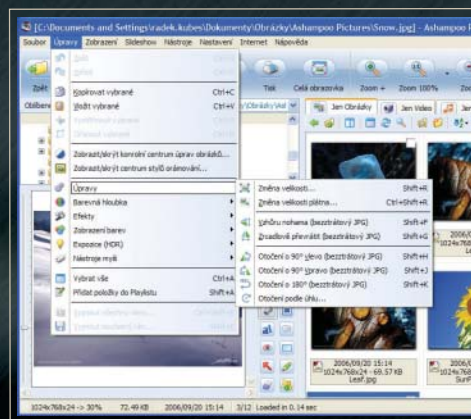 [C:\Documents and Settings\radek.kubes\Dokumenty\Obrázky\Ashampoo Pictures\Snow.jpg] - Ashampoo
Soubor Úpravy Zobrazení Slideshow Nástroje Nastavení Internet Nápověda
Zpět Tisk Celá obrazovka Zoom + Zoom 100%
Zpět
Kopírovat vybrané Ctrl+C
Vložit vybrané Ctrl+V
Jen Obrázky Jen Video Jen
Zobrazit/skrýt kontrolní centrum úprav obrázků...
Zobrazit/skrýt centrum stylů orámování...
Úpravy
Barevná hloubka
Efekty
Zobrazení barev
Expozice (HDR)
Nástroje myši
Vybrat vše Ctrl+A
Přidat položky do Playlistu Shift+A
Změna velikosti... Shift+R
Změna velikosti plátna... Ctrl+Shift+R
Vzhůru nohama (bezztrátový JPG) Shift+F
Zrcadlově převrátit (bezztrátový JPG) Shift+G
Otočení o 90° vlevo (bezztrátový JPG) Shift+H
Otočení o 90° vpravo (bezztrátový JPG) Shift+J
Otočení o 180° (bezztrátový JPG) Shift+K
Otočení podle úhlu...
2006/09/20 15:14
1024x768x24 - 69.57 KB
Leaf.jpg
1024x768x24 -> 30% 72.49 KB 2006/09/20 15:14 3/12 Loaded in 0.14 sec